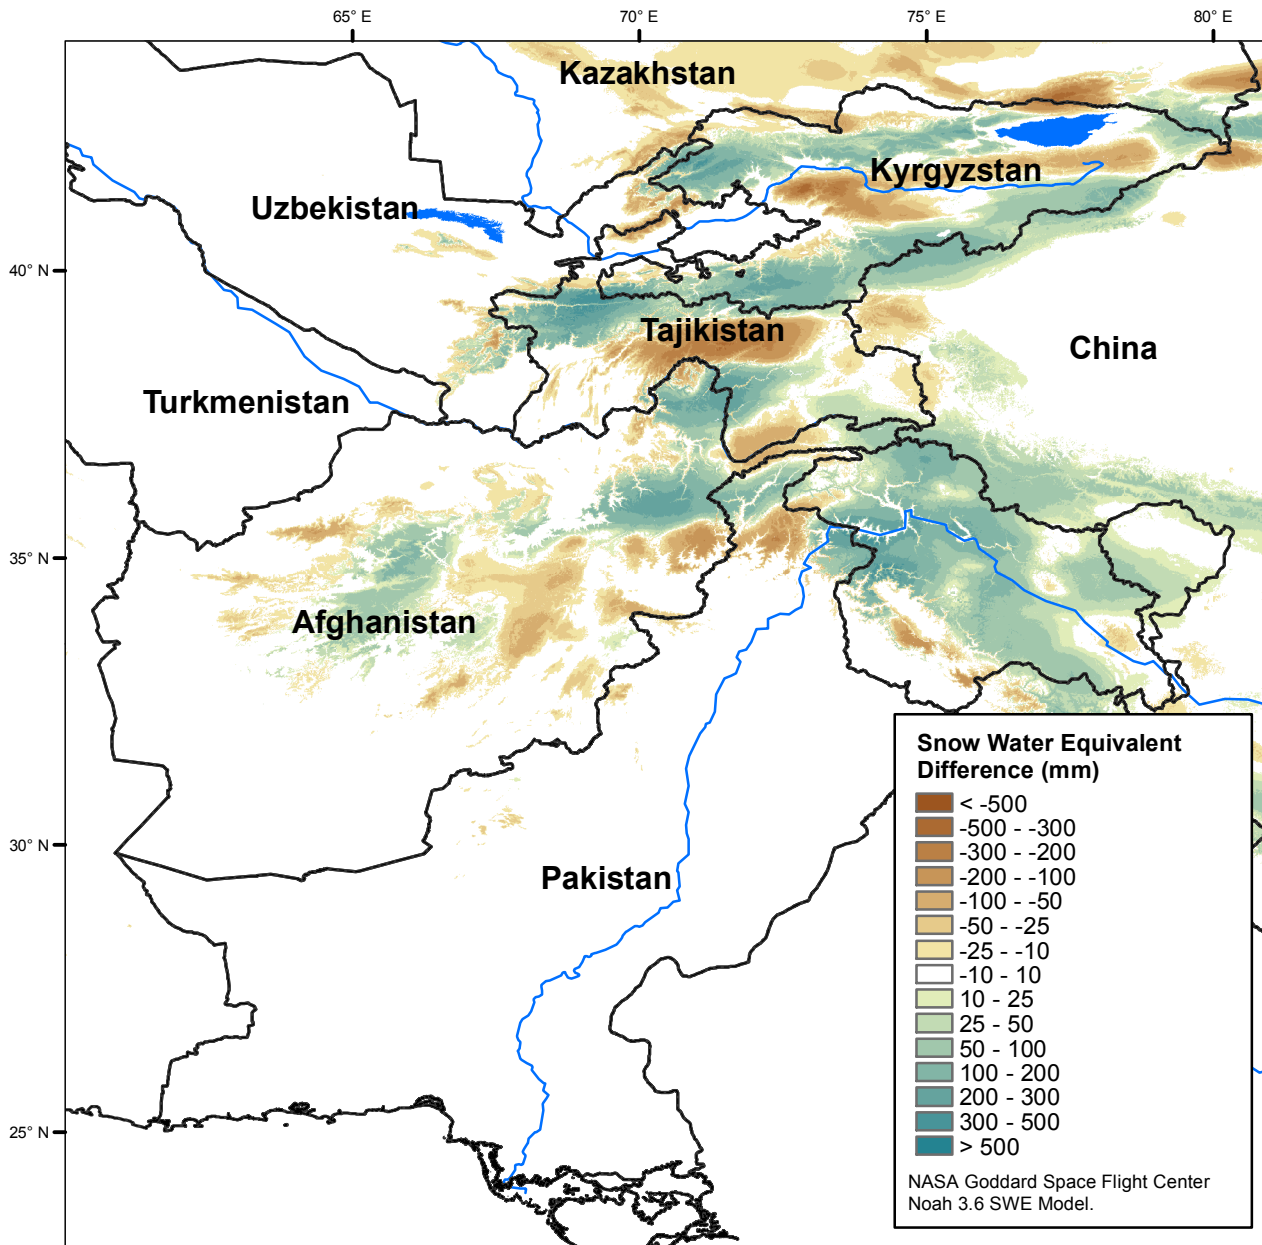 65° E
70° E
75° E
80° E
Kazakhstan
Kyrgyzstan
Uzbekistan
40° N
Tajikistan
China
Turkmenistan
35° N
Afghanistan
30° N
Pakistan
25° N
Snow Water Equivalent
Difference (mm)
< -500
-500 - -300
-300 - -200
-200 - -100
-100 - -50
-50 - -25
-25 - -10
-10 - 10
10 - 25
25 - 50
50 - 100
100 - 200
200 - 300
300 - 500
> 500
NASA Goddard Space Flight Center
Noah 3.6 SWE Model.